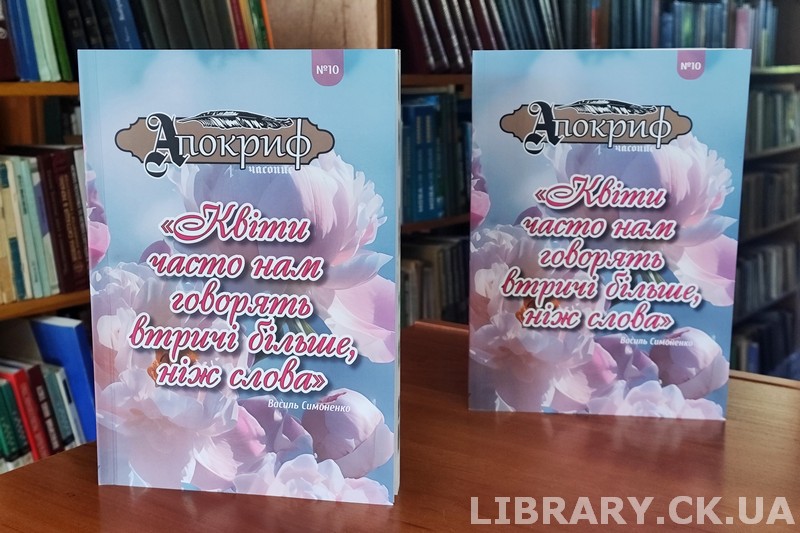 №10
Апокриф
часопис
«Квіти
часто нам
говорять
втричі більше,
ніж слова»
Василь Симоненко
№10
Апокриф
часопис
«Квіти
часто нам
говорять
втричі більше,
ніж слова»
Василь Симоненко
LIBRARY.CK.UA